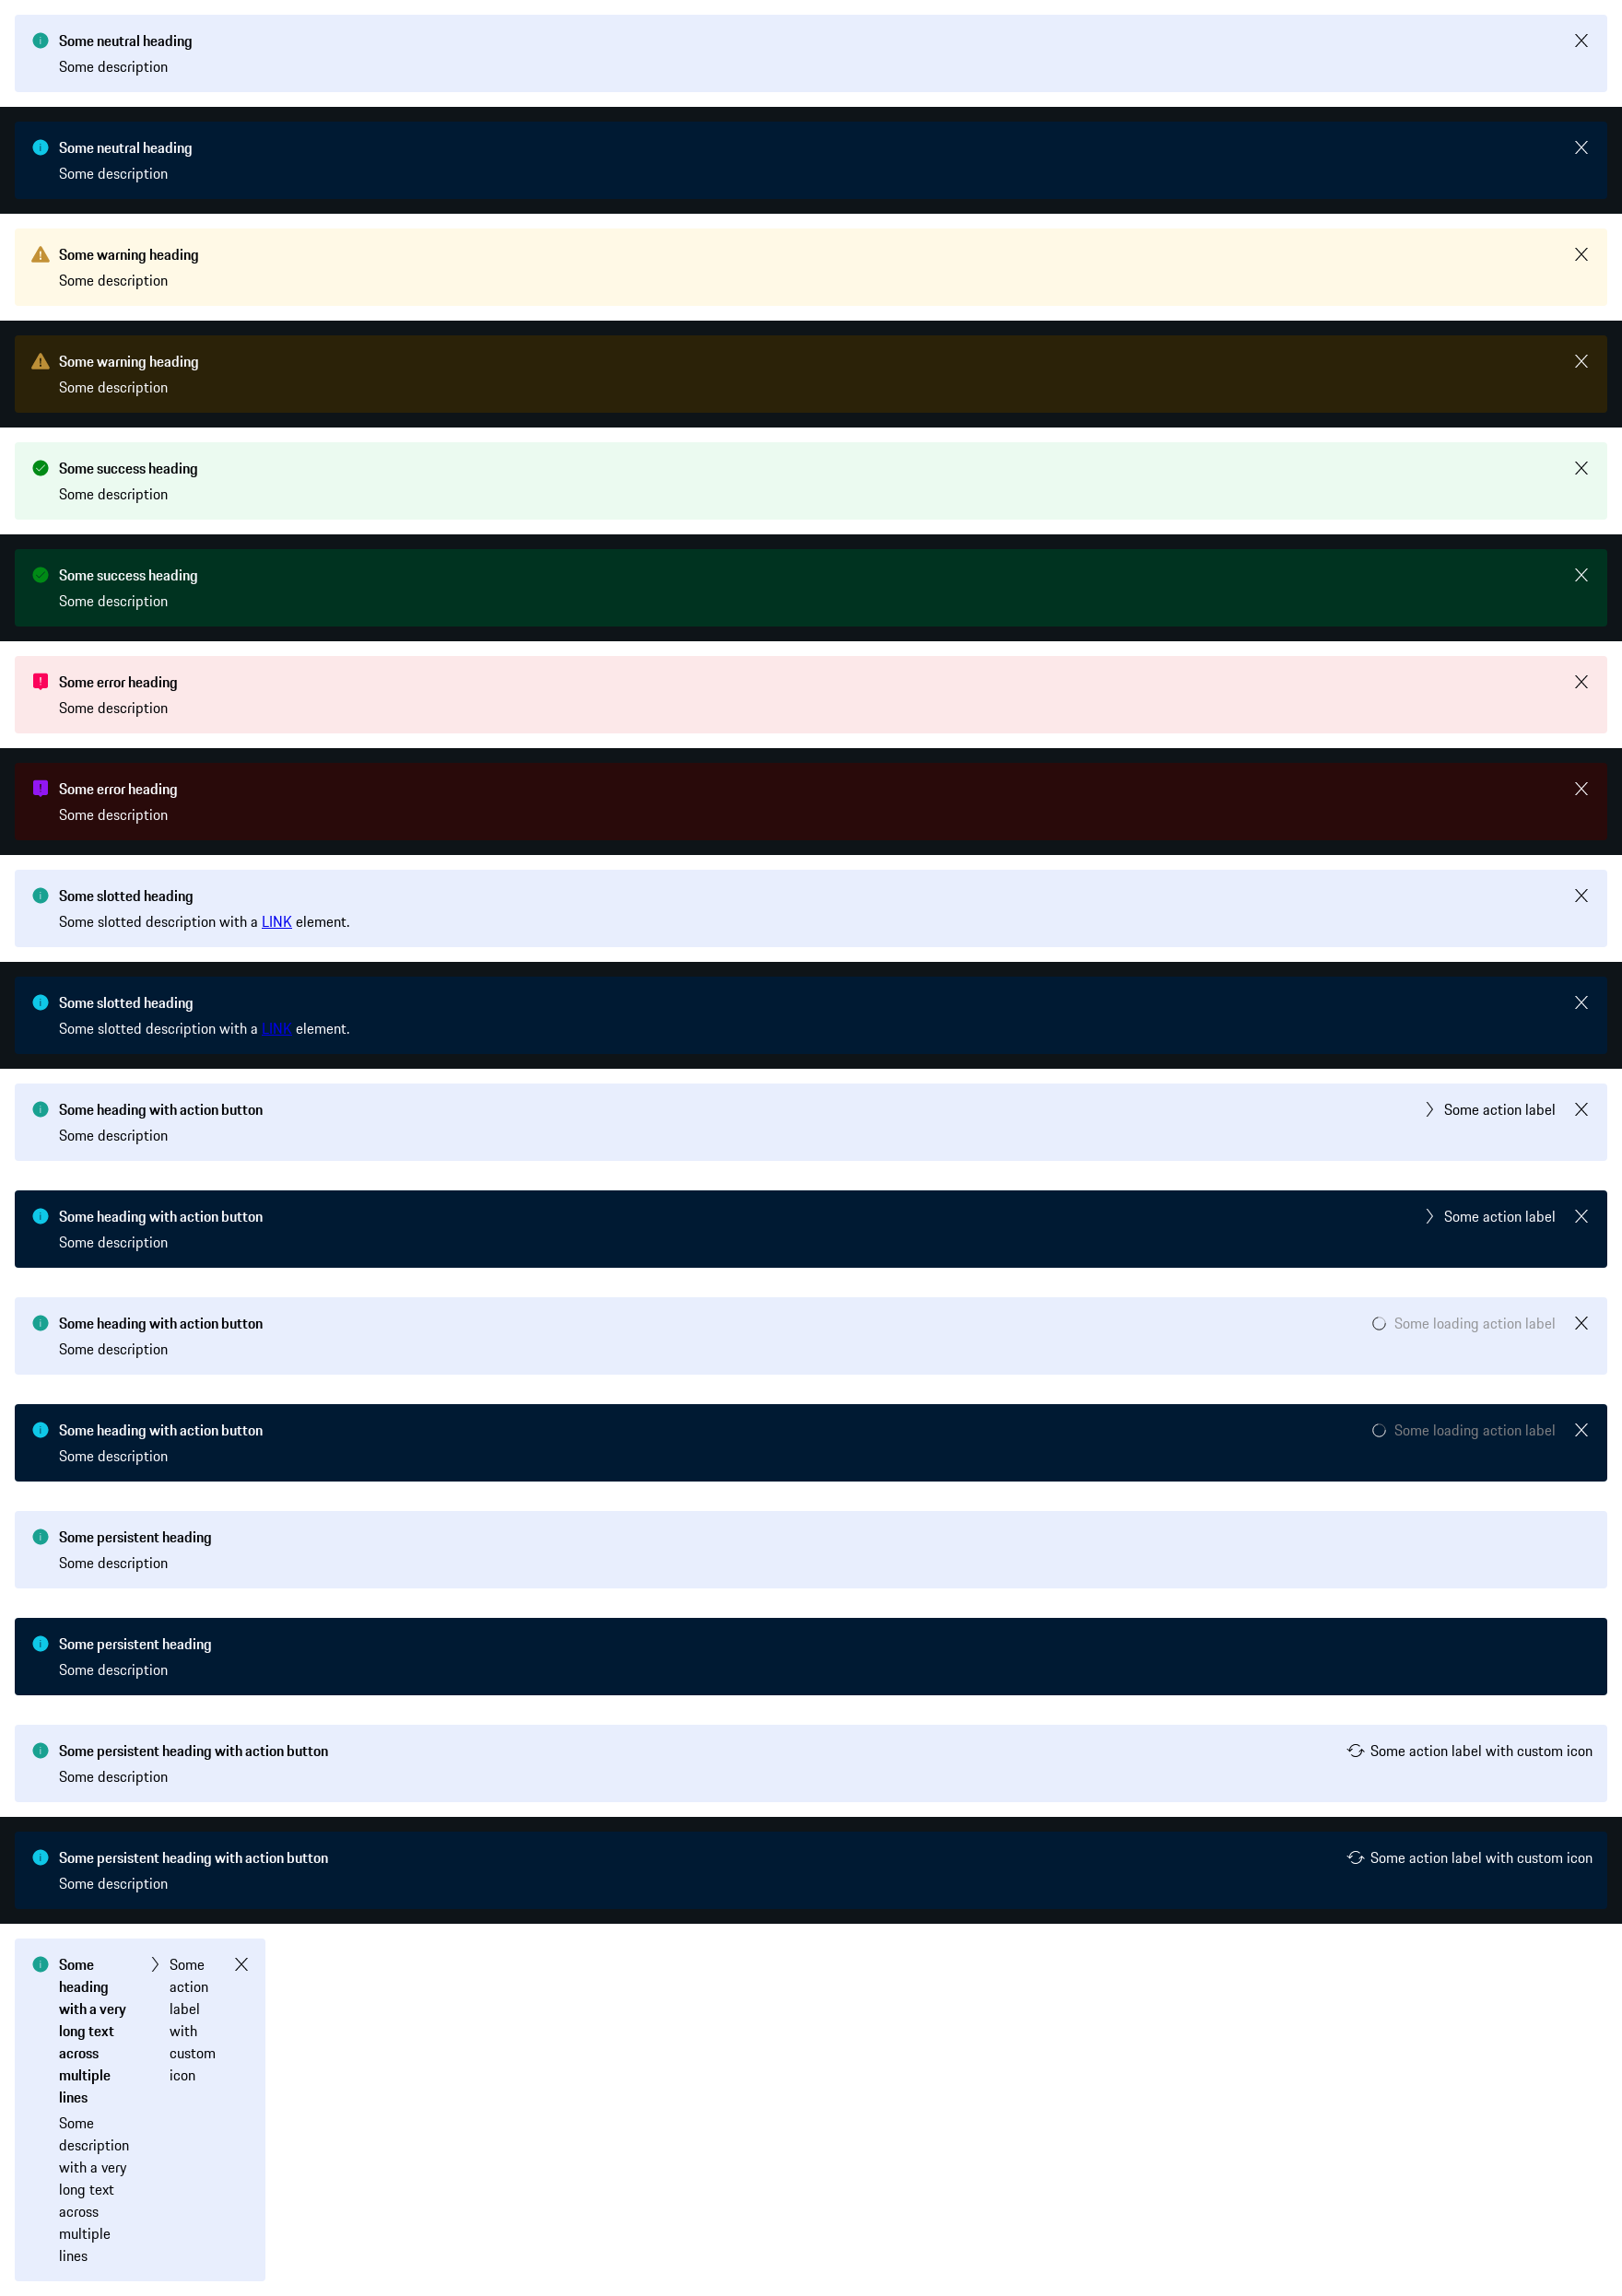 Some neutral heading
Some description
Some neutral heading
Some description
Some warning heading
Some description
Some warning heading
Some description
Some success heading
Some description
Some success heading
Some description
Some error heading
Some description
Some error heading
Some description
Some slotted heading
Some slotted description with a LINK element.
Some slotted heading
Some slotted description with a LINK element.
Some heading with action button
Some action label
Some description
Some heading with action button
Some action label
Some description
Some heading with action button
Some loading action label
Some description
Some heading with action button
Some loading action label
Some description
Some persistent heading
Some description
Some persistent heading
Some description
Some persistent heading with action button
Some action label with custom icon
Some description
Some persistent heading with action button
Some action label with custom icon
Some description
Some
heading
with a very
long text
across
multiple
lines
Some
description
with a very
long text
across
multiple
lines
Some
action
label
with
custom
icon